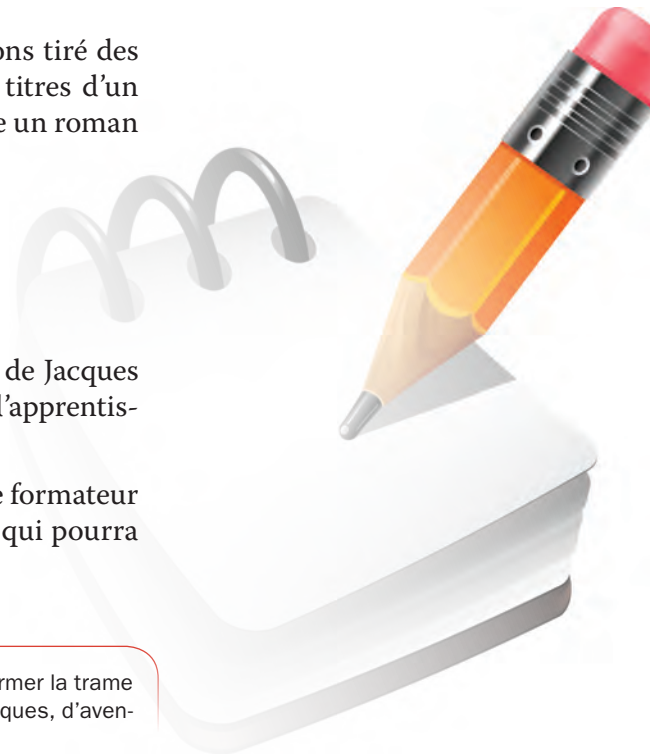 ons tiré des
titres d'un
e un roman
de Jacques
l'apprentis-
e formateur
qui pourra
rmer la trame
ques, d'aven-